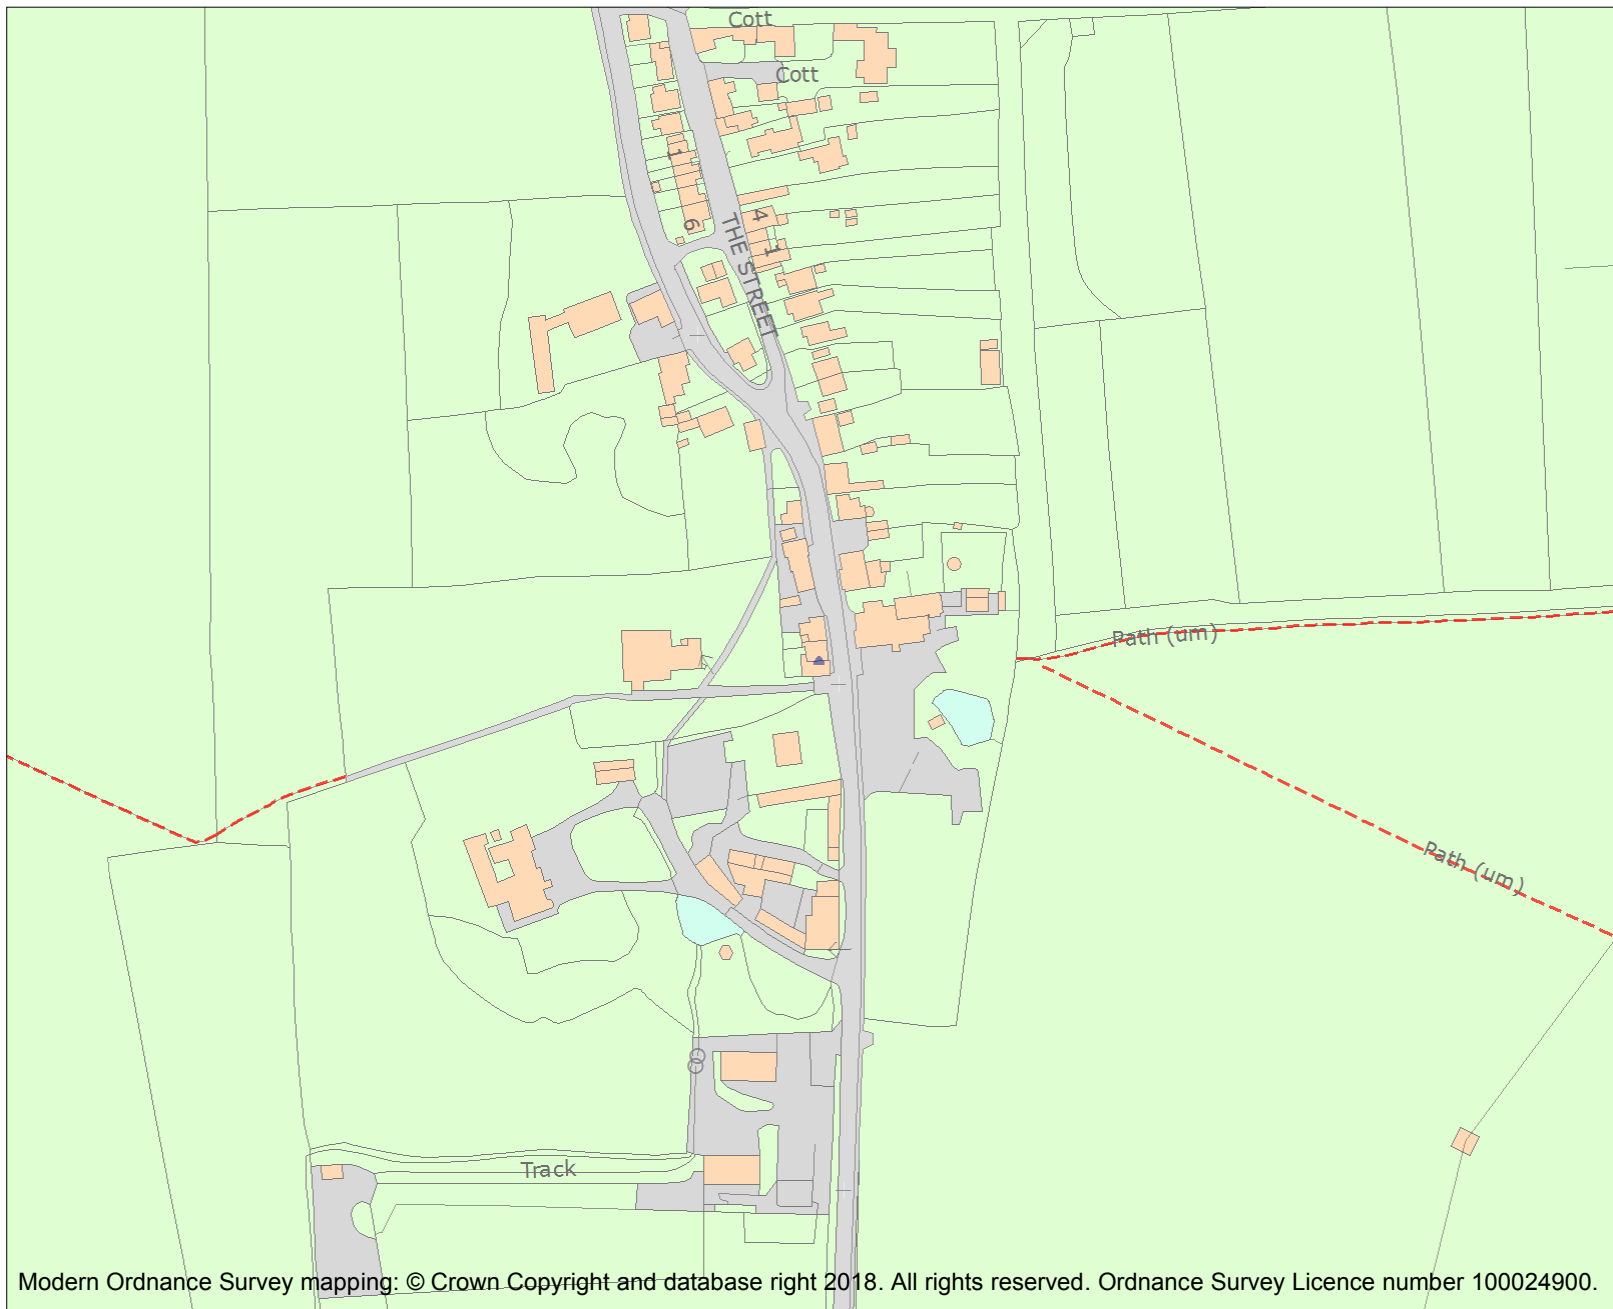 Cott
Cott
1
6
4
1
THE STREET
Path (um)
Path (um)
Track
Modern Ordnance Survey mapping: © Crown Copyright and database right 2018. All rights reserved. Ordnance Survey Licence number 100024900.